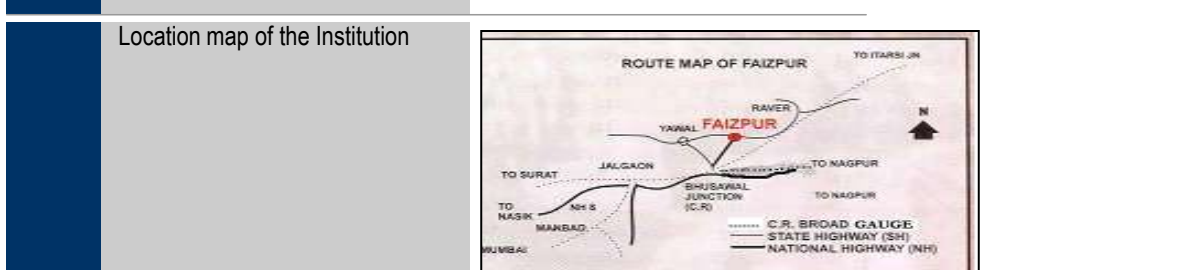 Location map of the Institution
ROUTE MAP OF FAIZPUR
TO ITARSI JN
RAVER
N
YAWAL
FAIZPUR
JALGAON
TO NAGPUR
TO SURAT
BHUSAWAL
JUNCTION
(C.R)
TO NAGPUR
TO
NASIK
NH 6
MANBAD
MUMBAI
C.R. BROAD GAUGE
STATE HIGHWAY (SH)
NATIONAL HIGHWAY (NH)